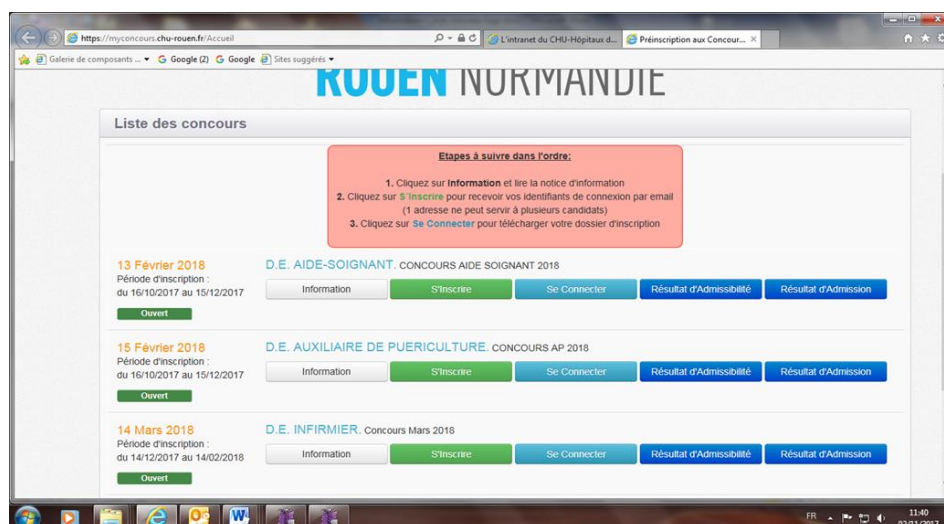 https://myconcours.chu-rouen.fr/Accueil
L'intranet du CHU-Hôpitaux d...
Préinscription aux Concour...
Galerie de composants ...
Google (2)
Google
Sites suggérés
ROUEN NORMANDIE
Liste des concours
Etapes à suivre dans l'ordre:
1. Cliquez sur Information et lire la notice d'information
2. Cliquez sur S'Inscrire pour recevoir vos identifiants de connexion par email
(1 adresse ne peut servir à plusieurs candidats)
3. Cliquez sur Se Connecter pour télécharger votre dossier d'inscription
13 Février 2018
Période d'inscription :
du 16/10/2017 au 15/12/2017
Ouvert
D.E. AIDE-SOIGNANT. CONCOURS AIDE SOIGNANT 2018
Information S'Inscrire Se Connecter Résultat d'Admissibilité Résultat d'Admission
15 Février 2018
Période d'inscription :
du 16/10/2017 au 15/12/2017
Ouvert
D.E. AUXILIAIRE DE PUERICULTURE. CONCOURS AP 2018
Information S'Inscrire Se Connecter Résultat d'Admissibilité Résultat d'Admission
14 Mars 2018
Période d'inscription :
du 14/12/2017 au 14/02/2018
Ouvert
D.E. INFIRMIER. Concours Mars 2018
Information S'Inscrire Se Connecter Résultat d'Admissibilité Résultat d'Admission
FR
11:40